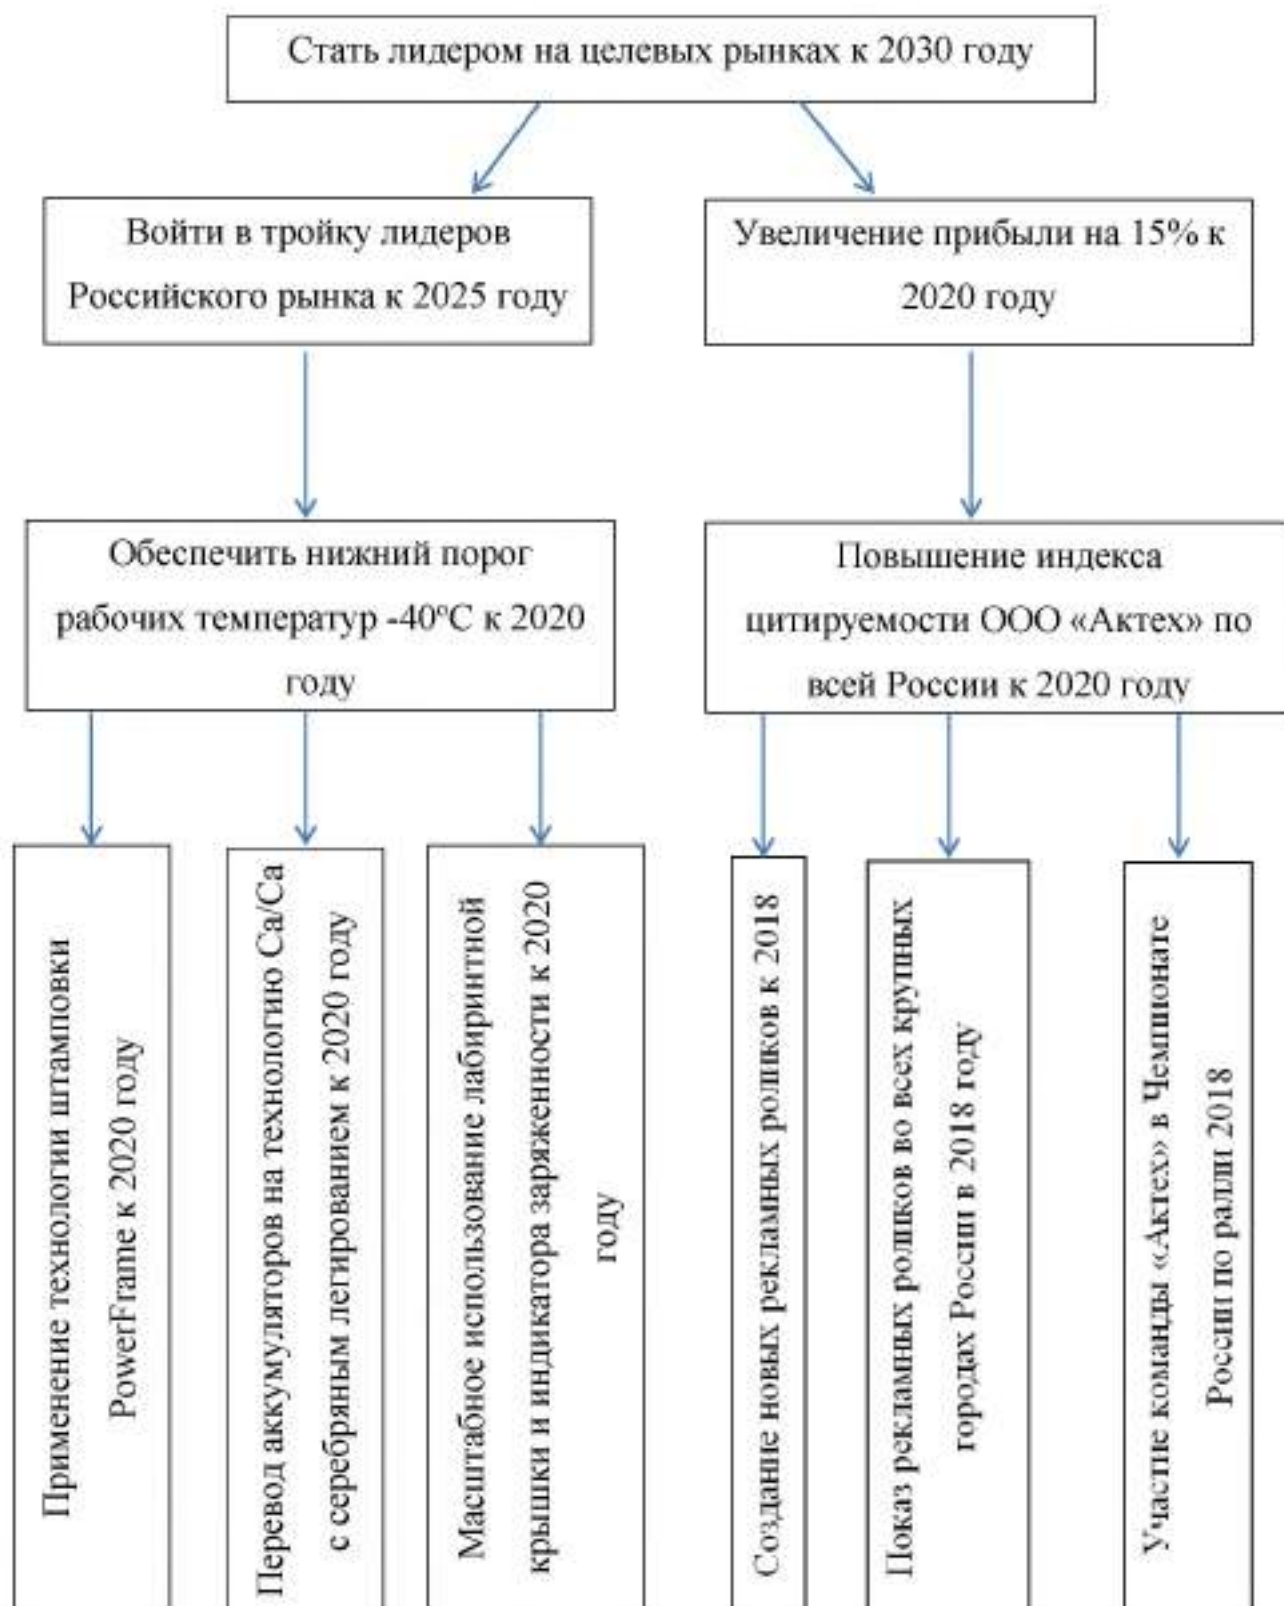 Стать лидером на целевых рынках к 2030 году
Войти в тройку лидеров
Российского рынка к 2025 году
Увеличение прибыли на 15% к
2020 году
Обеспечить нижний порог
рабочих температур -40°С к 2020
году
Повышение индекса
цитируемости ООО «Актех» по
всей России к 2020 году
Применение технологии штамповки
PowerFrame к 2020 году
Перевод аккумуляторов на технологию Ca/Ca
с серебряным легированием к 2020 году
Масштабное использование лабиринтной
крышки и индикатора заряженности к 2020
году
Создание новых рекламных роликов к 2018
Показ рекламных роликов во всех крупных
городах России в 2018 году
Участие команды «Актех» в Чемпионате
России по ралли 2018